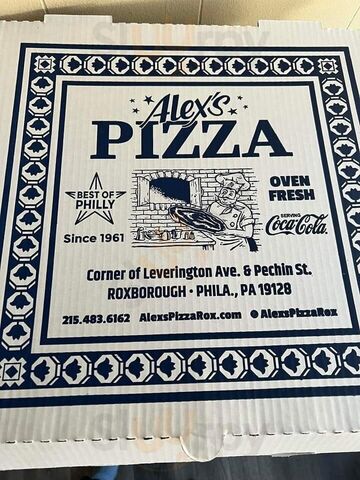 Alex's
PIZZA
BEST OF
PHILLY
Since 1961
OVEN
FRESH
SERVING
Coca-Cola
Corner of Leverington Ave. & Pechin St.
ROXBOROUGH • PHILA., PA 19128
215.483.6162 AlexsPizzaRox.com AlexsPizzaRox